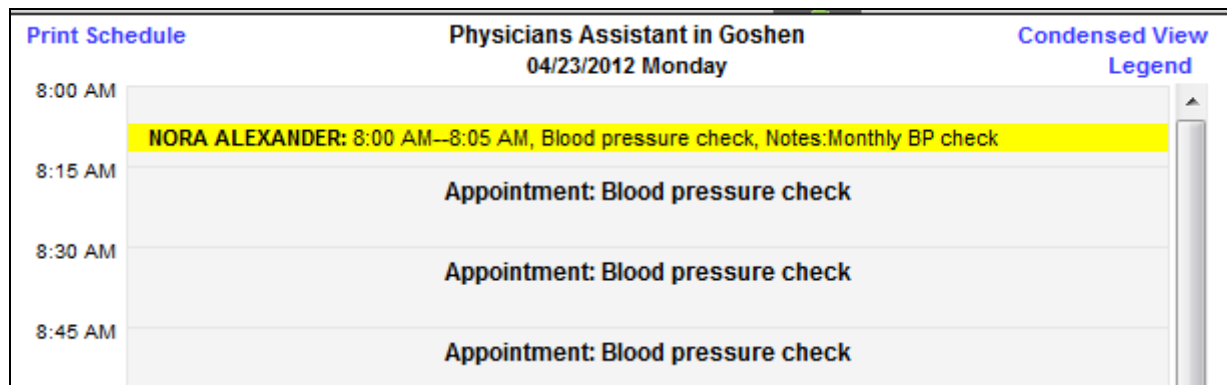 Print Schedule
Physicians Assistant in Goshen
Condensed View
04/23/2012 Monday
Legend
8:00 AM
NORA ALEXANDER: 8:00 AM--8:05 AM, Blood pressure check, Notes:Monthly BP check
8:15 AM
Appointment: Blood pressure check
8:30 AM
Appointment: Blood pressure check
8:45 AM
Appointment: Blood pressure check